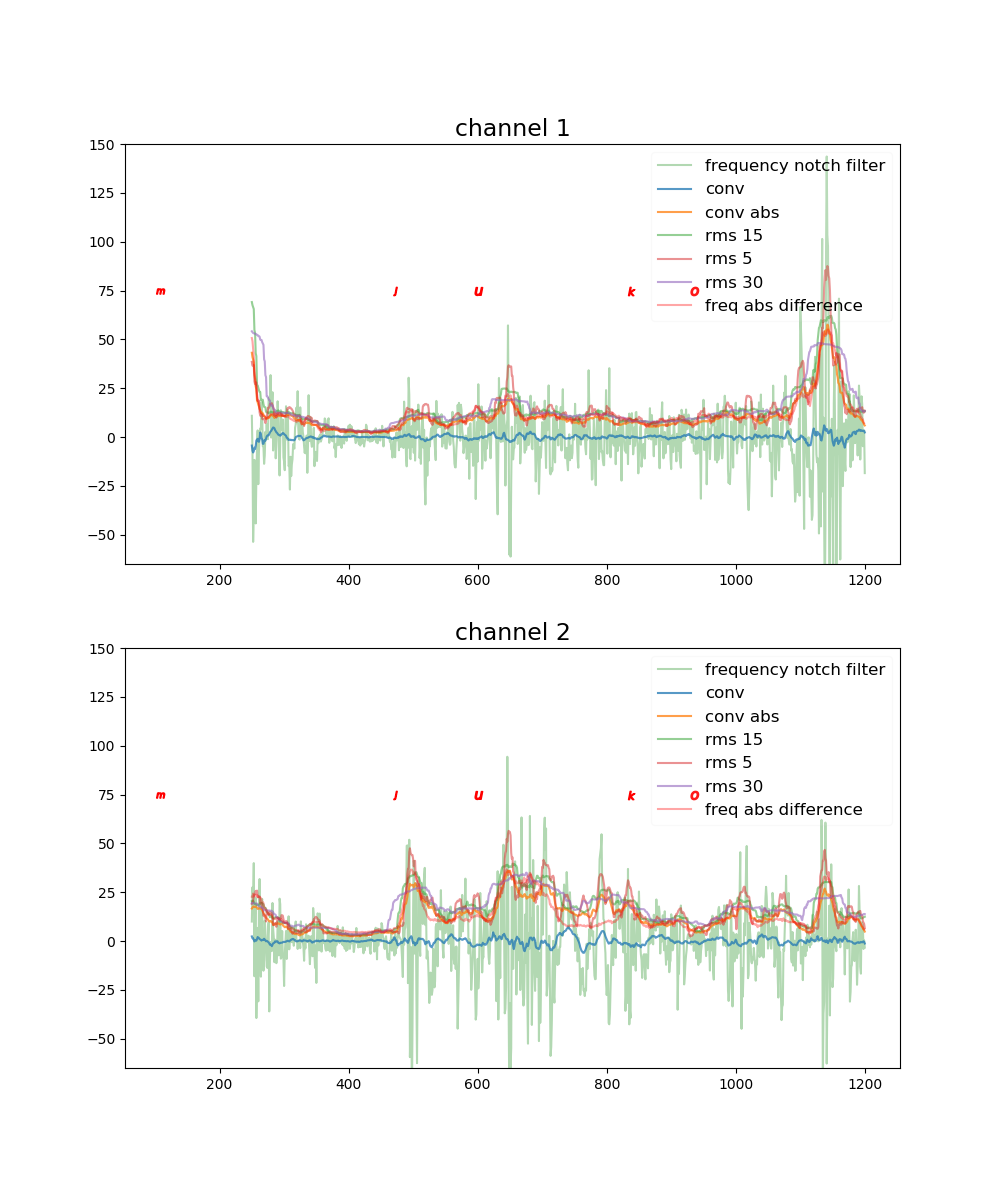 channel 1
150
125
100
75
50
25
0
−25
−50
frequency notch filter
conv
conv abs
rms 15
rms 5
rms 30
freq abs difference
m J u k o
200 400 600 800 1000 1200
channel 2
150
125
100
75
50
25
0
−25
−50
frequency notch filter
conv
conv abs
rms 15
rms 5
rms 30
freq abs difference
m J u k o
200 400 600 800 1000 1200